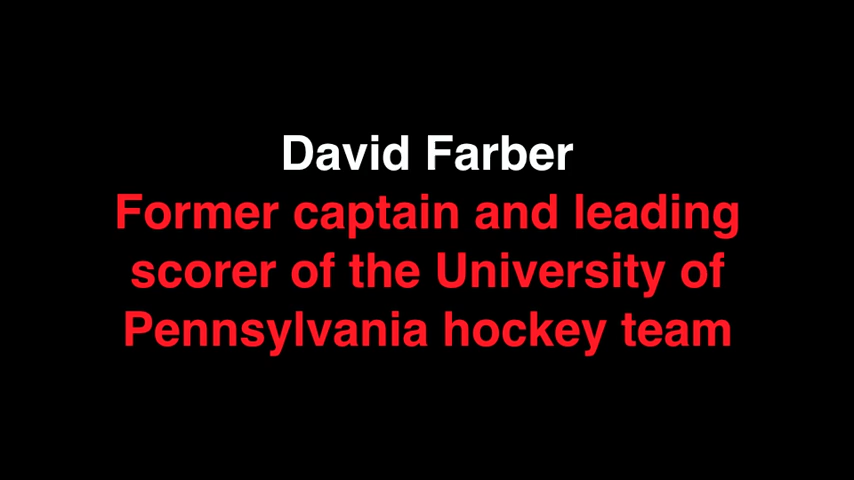 David Farber
Former captain and leading
scorer of the University of
Pennsylvania hockey team